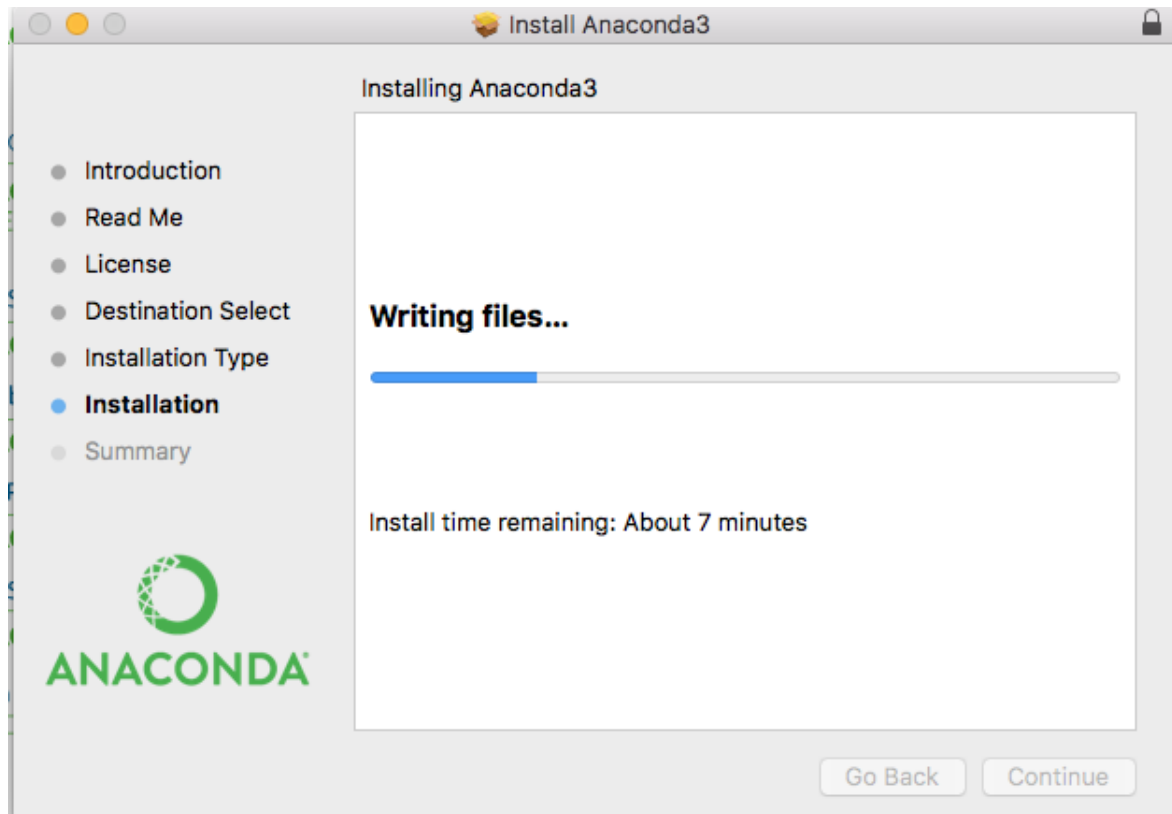 Install Anaconda3
Installing Anaconda3
Introduction
Read Me
License
Destination Select
Installation Type
Installation
Summary
Writing files...
Install time remaining: About 7 minutes
ANACONDA
Go Back
Continue